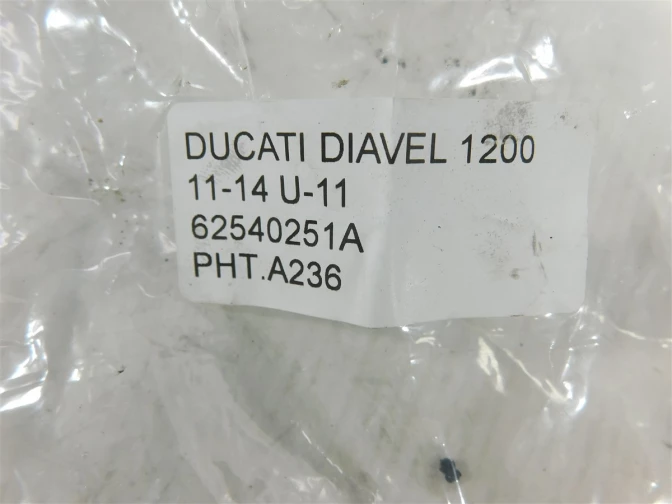 DUCATI DIAVEL 1200
11-14 U-11
62540251A
PHT.A236